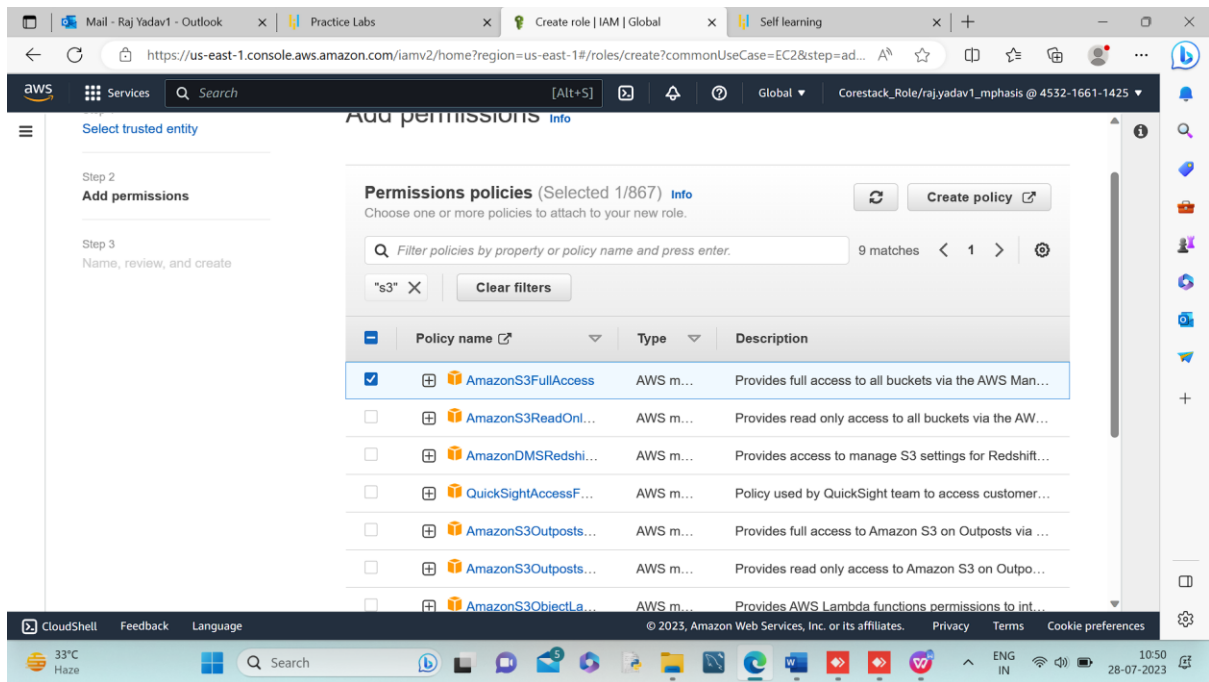 Mail - Raj Yadav1 - Outlook
Practice Labs
Create role | IAM | Global
Self learning
https://us-east-1.console.aws.amazon.com/iamv2/home?region=us-east-1#/roles/create?commonUseCase=EC2&step=ad...
aws
Services
Search
[Alt+S]
Global
Corestack_Role/raj.yadav1_mphasis @ 4532-1661-1425
Select trusted entity
Step 2
Add permissions
Step 3
Name, review, and create
Add permissions Info
Permissions policies (Selected 1/867) Info
Choose one or more policies to attach to your new role.
Create policy
Filter policies by property or policy name and press enter.
9 matches
1
"s3"
Clear filters
Policy name
Type
Description
AmazonS3FullAccess AWS m... Provides full access to all buckets via the AWS Man...
AmazonS3ReadOnl... AWS m... Provides read only access to all buckets via the AW...
AmazonDMSRedshi... AWS m... Provides access to manage S3 settings for Redshift...
QuickSightAccessF... AWS m... Policy used by QuickSight team to access customer...
AmazonS3Outposts... AWS m... Provides full access to Amazon S3 on Outposts via ...
AmazonS3Outposts... AWS m... Provides read only access to Amazon S3 on Outpo...
AmazonS3ObjectLa... AWS m... Provides AWS Lambda functions permissions to int...
CloudShell
Feedback
Language
© 2023, Amazon Web Services, Inc. or its affiliates.
Privacy
Terms
Cookie preferences
33°C
Haze
Search
5
ENG
IN
10:50
28-07-2023